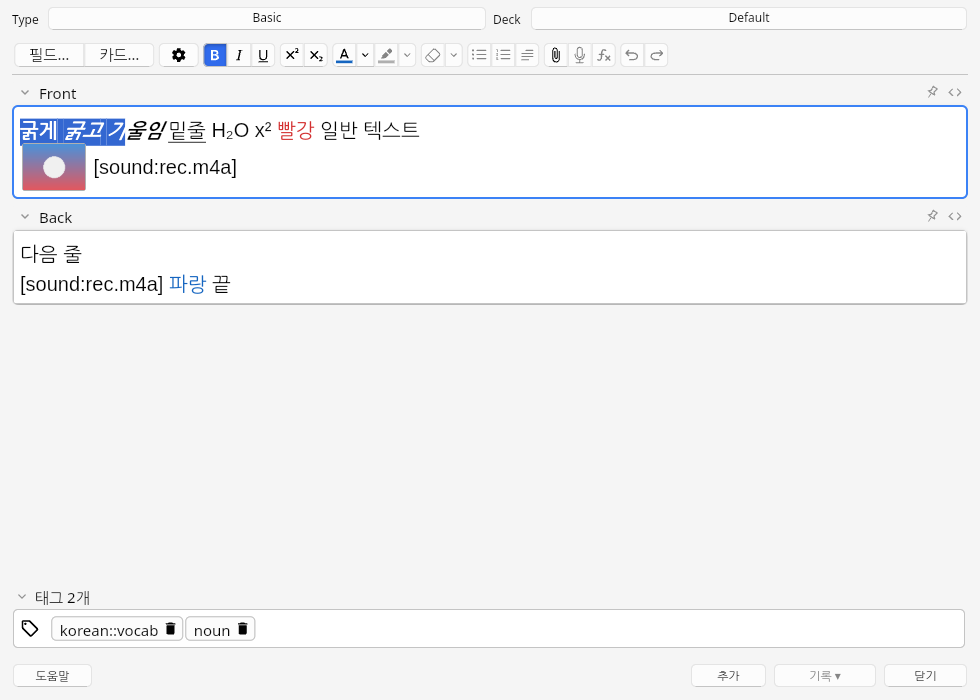 Type Basic Deck Default
필드... 카드... B I U x² x₂ A fx
Front
굵게 굵고 기울임 밑줄 H₂O x² 빨강 일반 텍스트
[sound:rec.m4a]
Back
다음 줄
[sound:rec.m4a] 파랑 끝
태그 2개
korean::vocab noun
도움말 추가 기록 ▾ 닫기